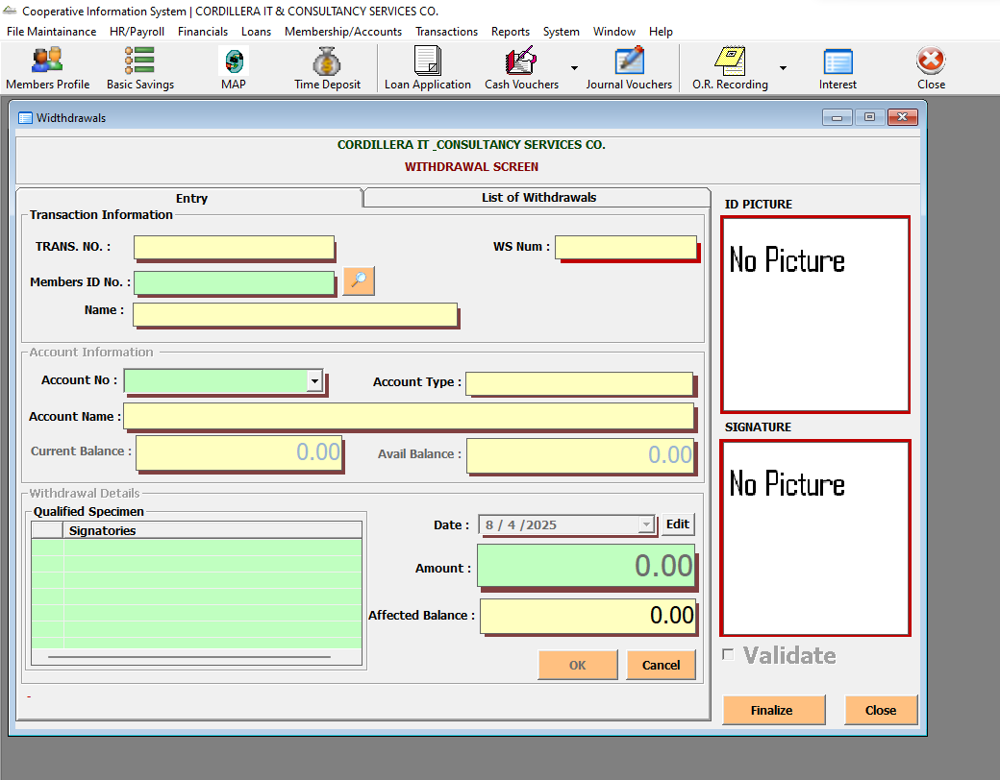 Cooperative Information System | CORDILLERA IT & CONSULTANCY SERVICES CO.
File Maintainance HR/Payroll Financials Loans Membership/Accounts Transactions Reports System Window Help
Members Profile Basic Savings MAP Time Deposit Loan Application Cash Vouchers Journal Vouchers O.R. Recording Interest Close
Widthdrawals
CORDILLERA IT _CONSULTANCY SERVICES CO.
WITHDRAWAL SCREEN
Entry List of Withdrawals
Transaction Information
TRANS. NO. : WS Num :
Members ID No. :
Name :
Account Information
Account No : Account Type :
Account Name :
Current Balance : 0.00 Avail Balance : 0.00
Withdrawal Details
Qualified Specimen
Signatories
Date : 8 / 4 /2025 Edit
Amount : 0.00
Affected Balance : 0.00
OK Cancel
-
ID PICTURE
No Picture
SIGNATURE
No Picture
Validate
Finalize Close